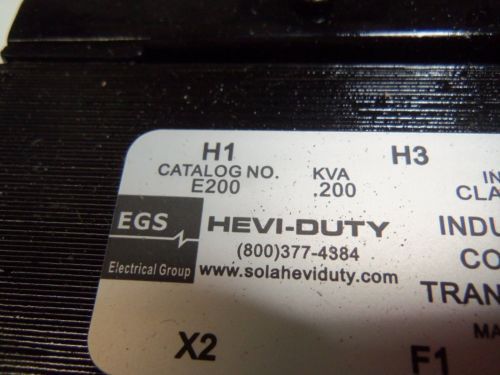 H1 H3
CATALOG NO. KVA
E200 .200
EGS
Electrical Group
HEVI-DUTY
(800)377-4384
www.solaheviduty.com
X2 F1